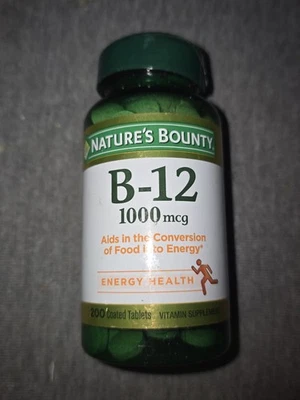 NATURE'S BOUNTY
B-12
1000 mcg
Aids in the Conversion
of Food into Energy*
ENERGY HEALTH
100 Coated Tablets VITAMIN SUPPLEMENT